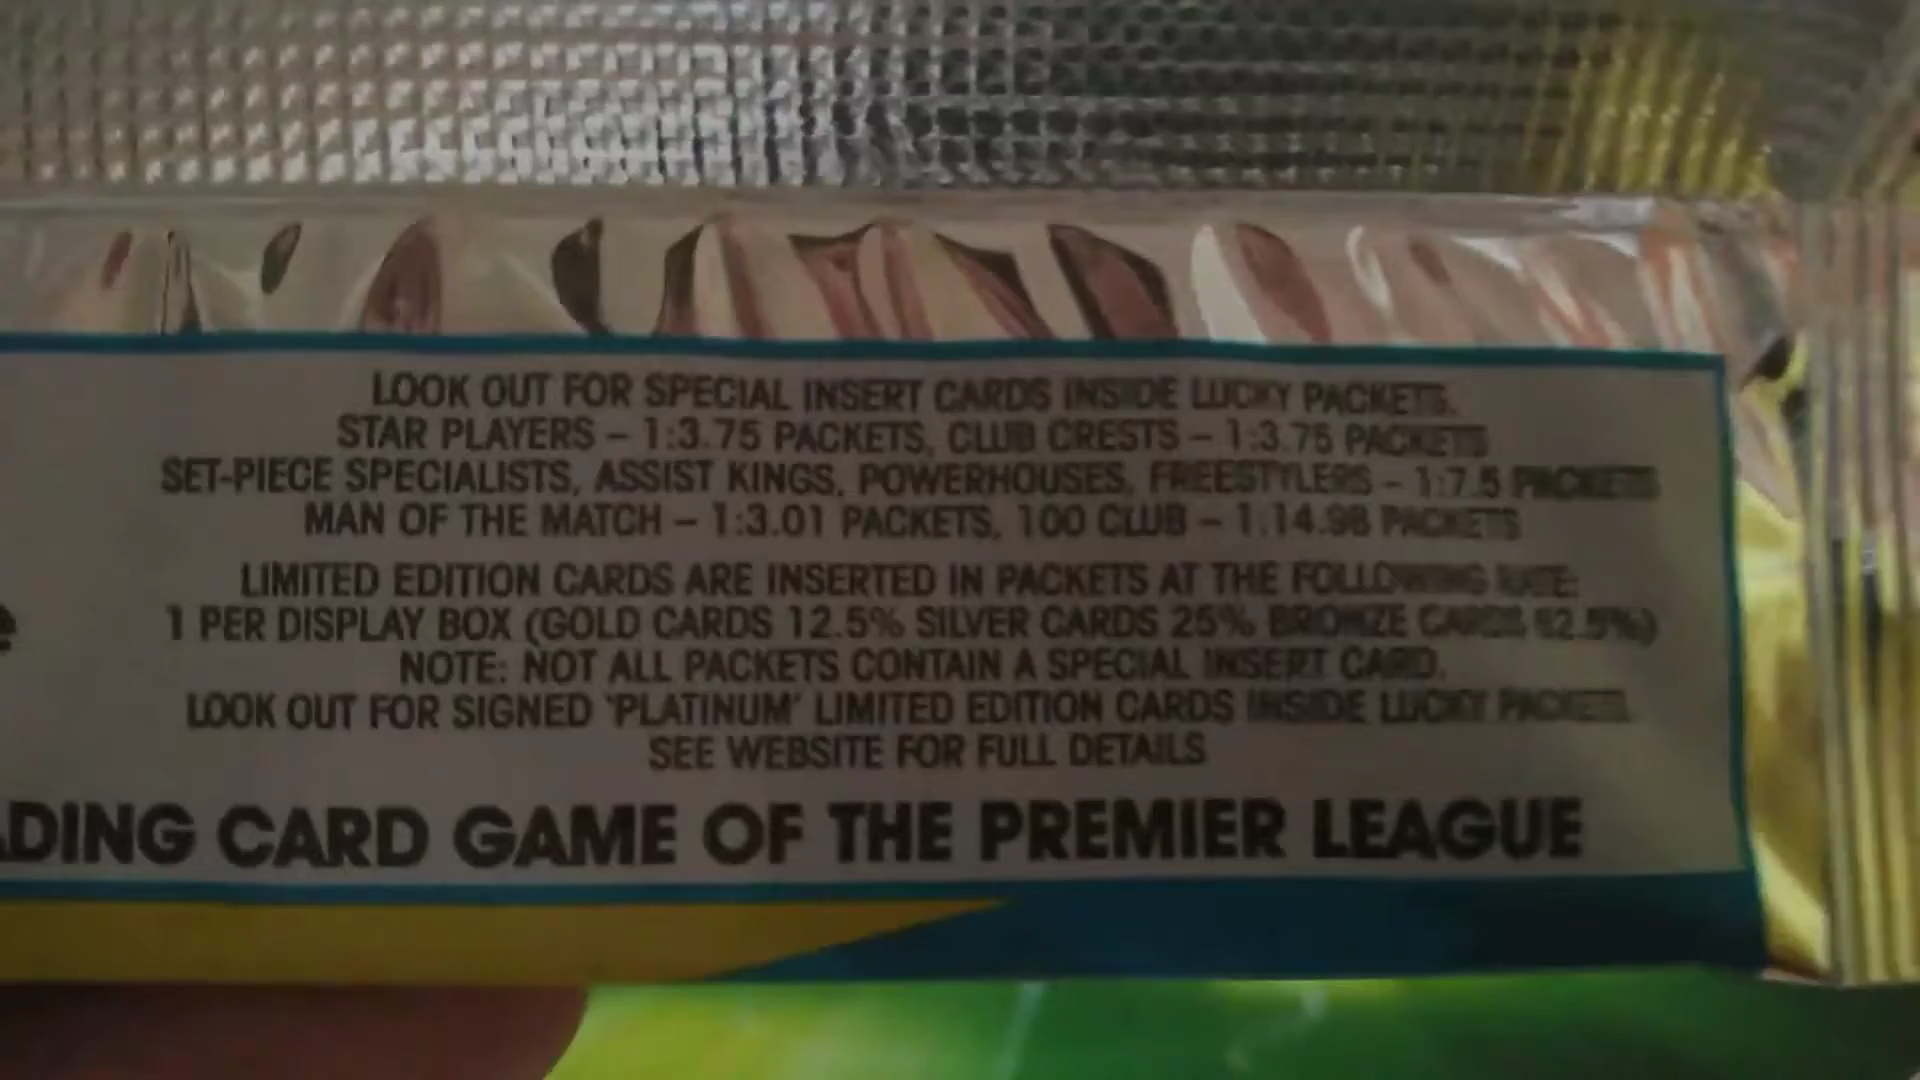 LOOK OUT FOR SPECIAL INSERT CARDS INSIDE LUCKY PACKETS.
STAR PLAYERS – 1:3.75 PACKETS, CLUB CRESTS – 1:3.75 PACKETS
SET-PIECE SPECIALISTS, ASSIST KINGS, POWERHOUSES, FREESTYLERS – 1:7.5 PACKETS
MAN OF THE MATCH – 1:3.01 PACKETS, 100 CLUB – 1.14.98 PACKETS
LIMITED EDITION CARDS ARE INSERTED IN PACKETS AT THE FOLLOWING RATE:
1 PER DISPLAY BOX (GOLD CARDS 12.5% SILVER CARDS 25% BRONZE CARDS 62.5%)
NOTE: NOT ALL PACKETS CONTAIN A SPECIAL INSERT CARD.
LOOK OUT FOR SIGNED 'PLATINUM' LIMITED EDITION CARDS INSIDE LUCKY PACKETS.
SEE WEBSITE FOR FULL DETAILS
ADING CARD GAME OF THE PREMIER LEAGUE